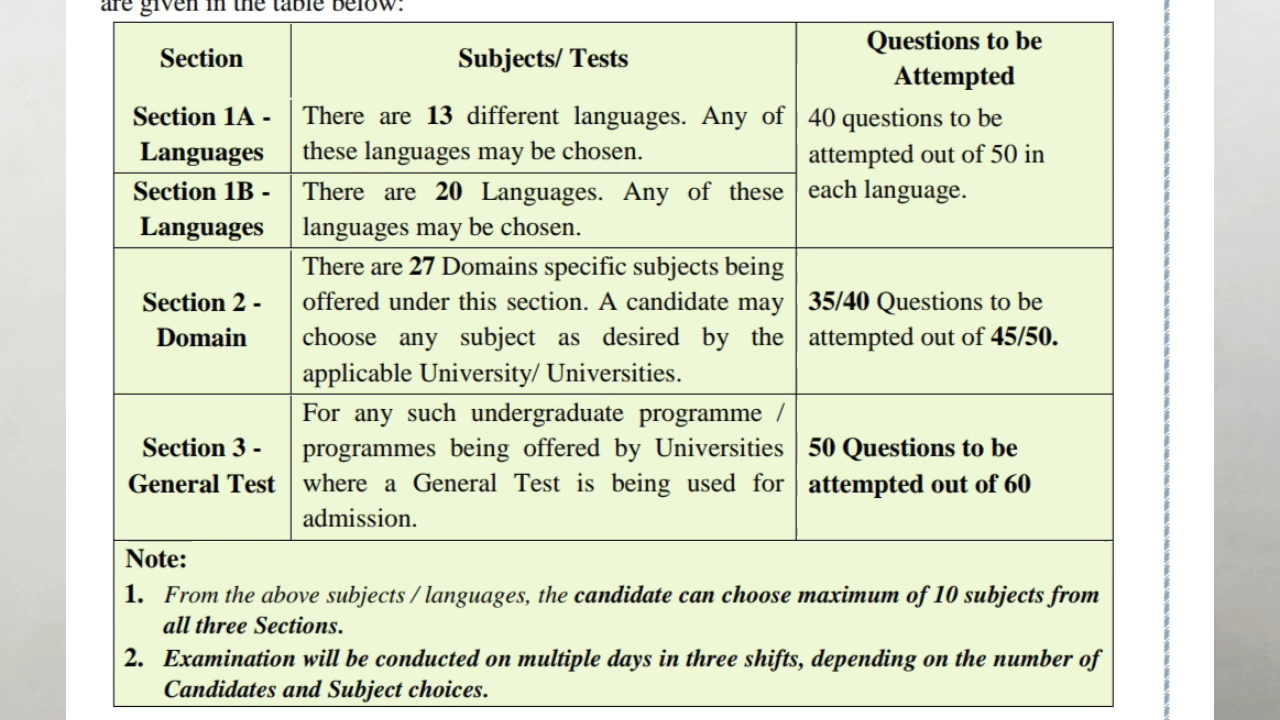 are given in the table below:
Section
Subjects/ Tests
Questions to be
Attempted
Section 1A -
Languages
There are 13 different languages. Any of
these languages may be chosen.
40 questions to be
attempted out of 50 in
each language.
Section 1B -
Languages
There are 20 Languages. Any of these
languages may be chosen.
Section 2 -
Domain
There are 27 Domains specific subjects being
offered under this section. A candidate may
choose any subject as desired by the
applicable University/ Universities.
35/40 Questions to be
attempted out of 45/50.
Section 3 -
General Test
For any such undergraduate programme /
programmes being offered by Universities
where a General Test is being used for
admission.
50 Questions to be
attempted out of 60
Note:
1. From the above subjects / languages, the candidate can choose maximum of 10 subjects from
all three Sections.
2. Examination will be conducted on multiple days in three shifts, depending on the number of
Candidates and Subject choices.